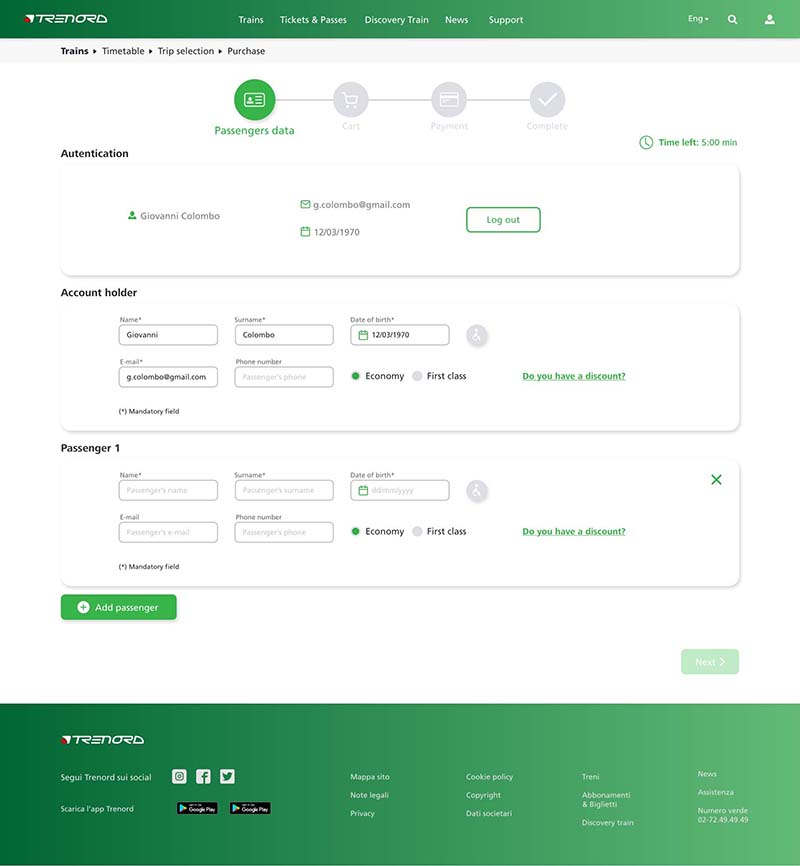 TRENORD
Trains Tickets & Passes Discovery Train News Support Eng
Trains Timetable Trip selection Purchase
Passengers data Cart Payment Complete
Time left: 5:00 min
Autentication
Giovanni Colombo
g.colombo@gmail.com
12/03/1970
Log out
Account holder
Name* Surname* Date of birth*
Giovanni Colombo 12/03/1970
E-mail* Phone number
g.colombo@gmail.com Passenger's phone Economy First class Do you have a discount?
(*) Mandatory field
Passenger 1
Name* Surname* Date of birth*
Passenger's name Passenger's surname dd/mm/yyyy
E-mail Phone number
Passenger's e-mail Passenger's phone Economy First class Do you have a discount?
(*) Mandatory field
Add passenger
Next
TRENORD
Segui Trenord sui social
Scarica l'app Trenord
Google Play Google Play
Mappa sito
Note legali
Privacy
Cookie policy
Copyright
Dati societari
Treni
Abbonamenti
& Biglietti
Discovery train
News
Assistenza
Numero verde
02-72.49.49.49